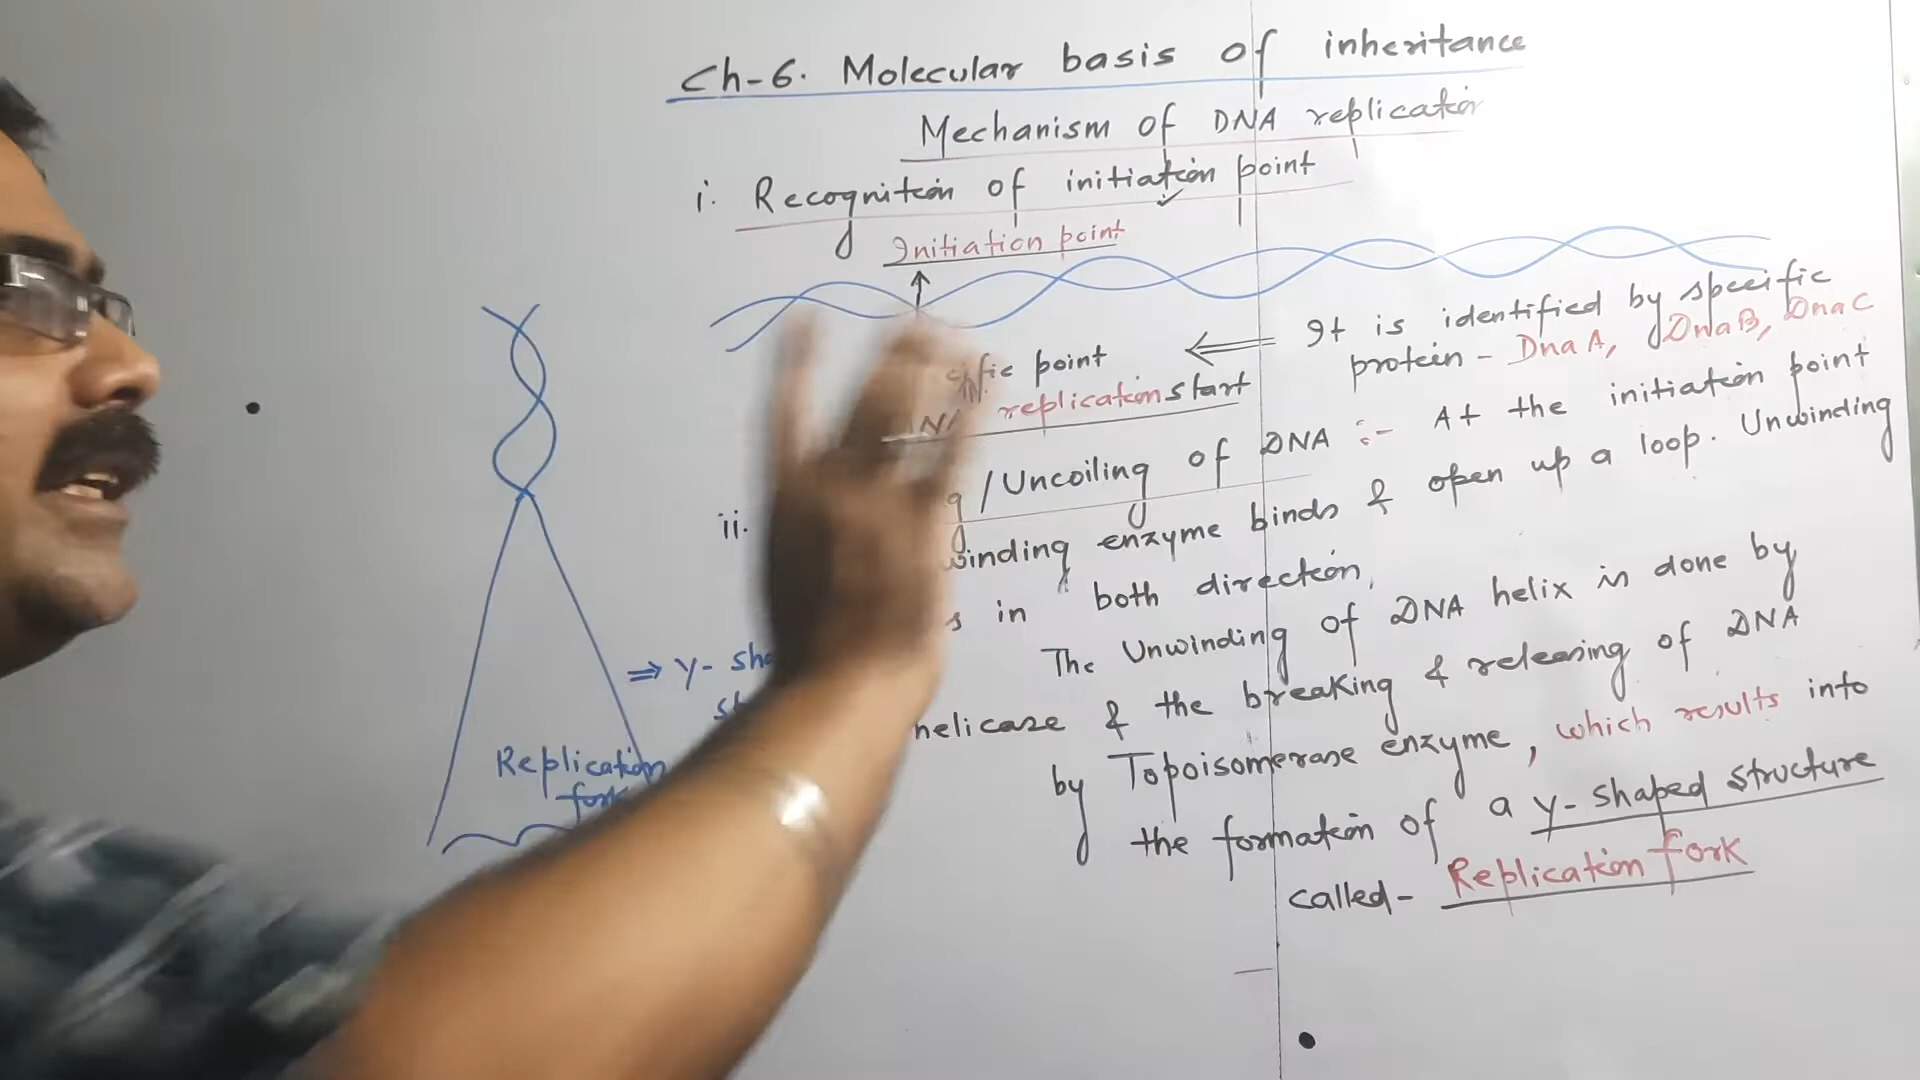 Ch-6. Molecular basis of inheritance
Mechanism of DNA replication
i. Recognition of initiation point
Initiation point
It is identified by specific
protein - DnaA, DnaB, DnaC
point
replication start
ii. / Uncoiling of DNA :- At the initiation point
enzyme binds & open up a loop. Unwinding
in both direction,
The Unwinding of DNA helix is done by
helicase & the breaking & releasing of DNA
by Topoisomerase enzyme, which results into
the formation of a Y-shaped structure
called- Replication fork
⇒ Y-
Replication
fork